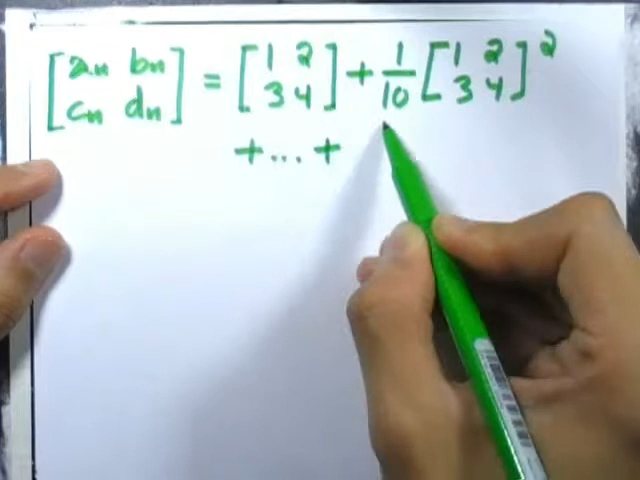 [aₙ bₙ
cₙ dₙ] = [1 2
3 4] + 1/10 [1 2
3 4]²
+ ... +